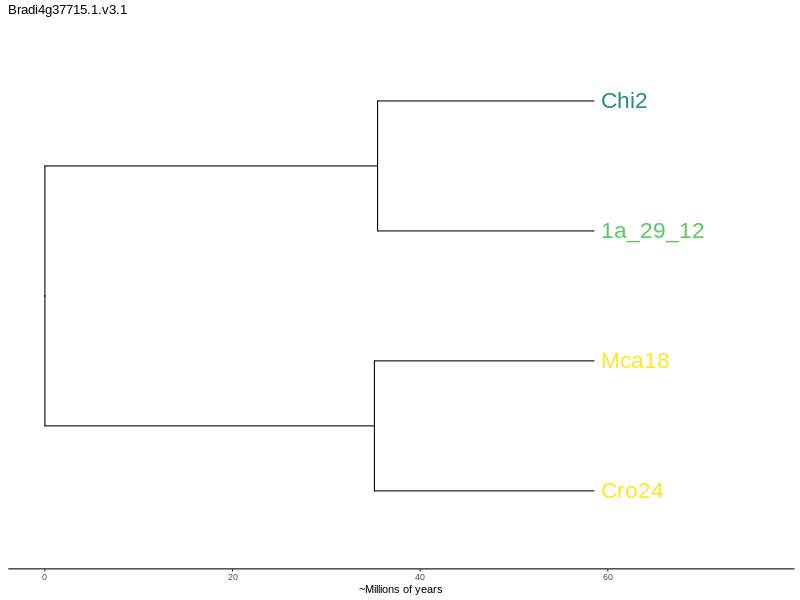 Bradi4g37715.1.v3.1
Chi2
1a_29_12
Mca18
Cro24
0 20 40 60
~Millions of years